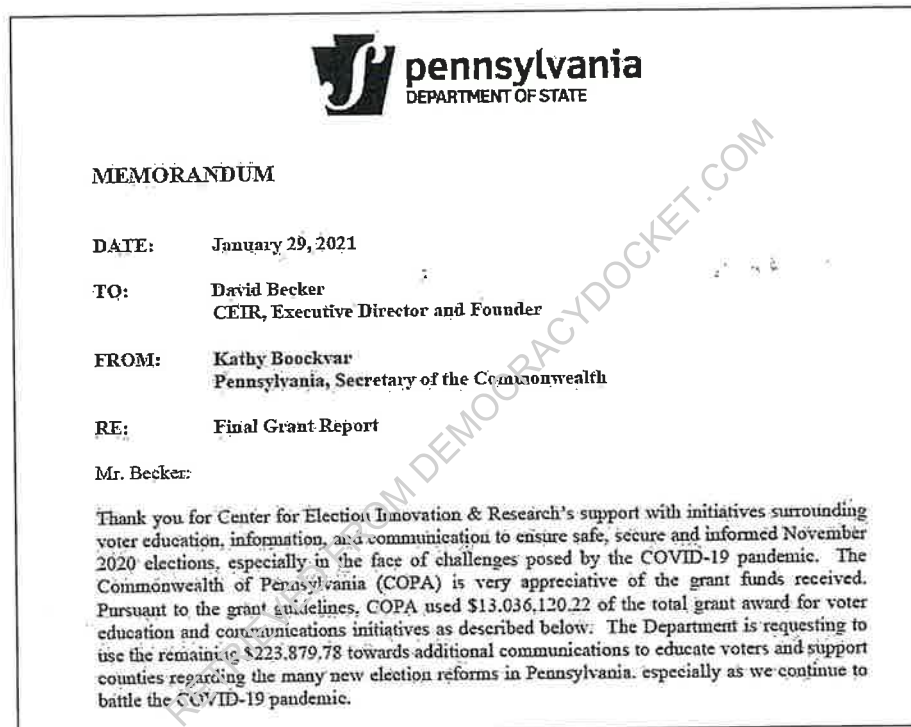 pennsylvania
DEPARTMENT OF STATE
MEMORANDUM
DATE: January 29, 2021
TO: David Becker
CEIR, Executive Director and Founder
FROM: Kathy Boockvar
Pennsylvania, Secretary of the Commonwealth
RE: Final Grant Report
Mr. Becker:
Thank you for Center for Election Innovation & Research's support with initiatives surrounding
voter education, information, and communication to ensure safe, secure and informed November
2020 elections, especially in the face of challenges posed by the COVID-19 pandemic. The
Commonwealth of Pennsylvania (COPA) is very appreciative of the grant funds received.
Pursuant to the grant guidelines, COPA used $13,036,120.22 of the total grant award for voter
education and communications initiatives as described below. The Department is requesting to
use the remaining $223,879.78 towards additional communications to educate voters and support
counties regarding the many new election reforms in Pennsylvania, especially as we continue to
battle the COVID-19 pandemic.
RETRIEVED FROM DEMOCRACYDOCKET.COM